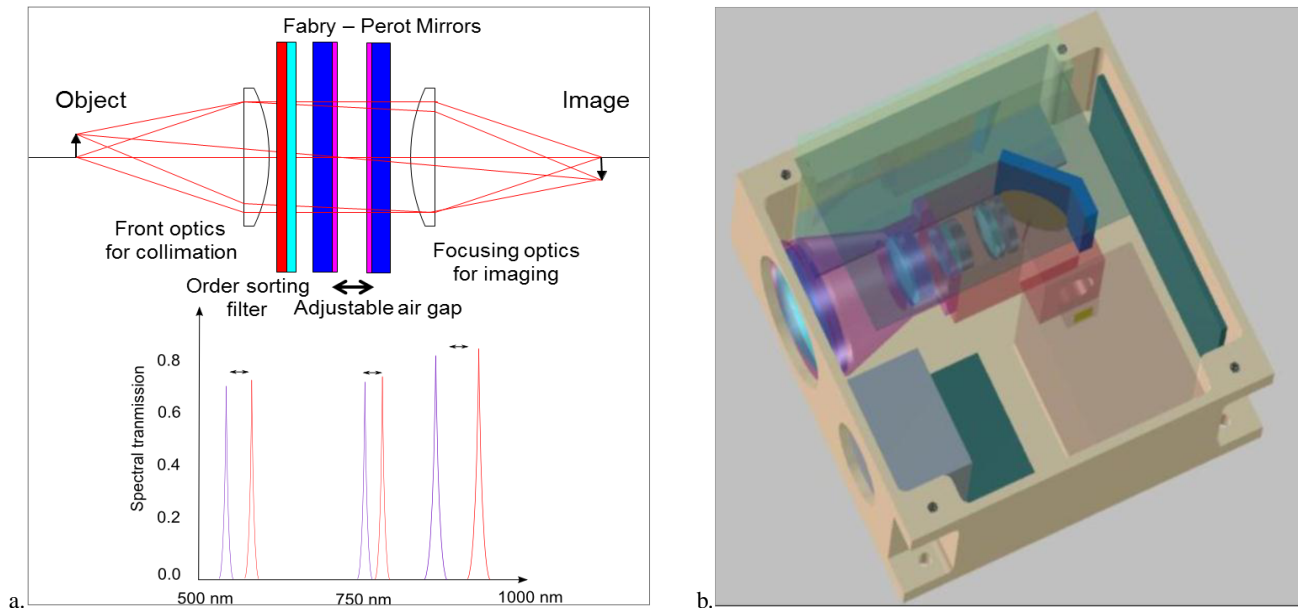 Fabry – Perot Mirrors
Object
Image
Front optics
for collimation
Order sorting
filter
Adjustable air gap
Focusing optics
for imaging
Spectral tranmission
0.8
0.6
0.4
0.2
0.0
500 nm
750 nm
1000 nm
a.
b.